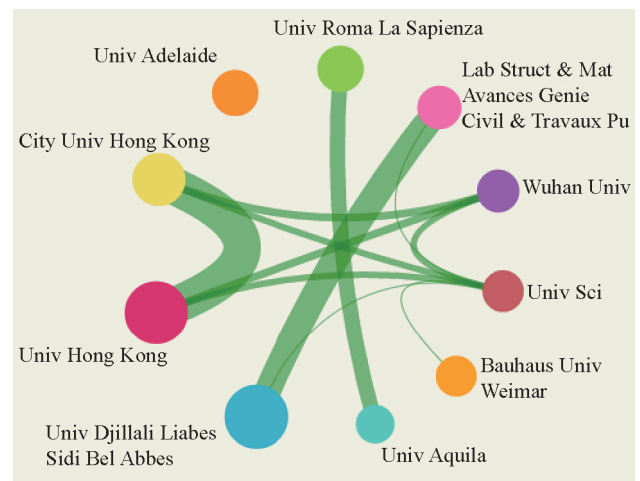 Univ Roma La Sapienza
Univ Adelaide
Lab Struct & Mat
Avances Genie
Civil & Travaux Pu
City Univ Hong Kong
Wuhan Univ
Univ Sci
Univ Hong Kong
Bauhaus Univ
Weimar
Univ Djillali Liabes
Sidi Bel Abbes
Univ Aquila